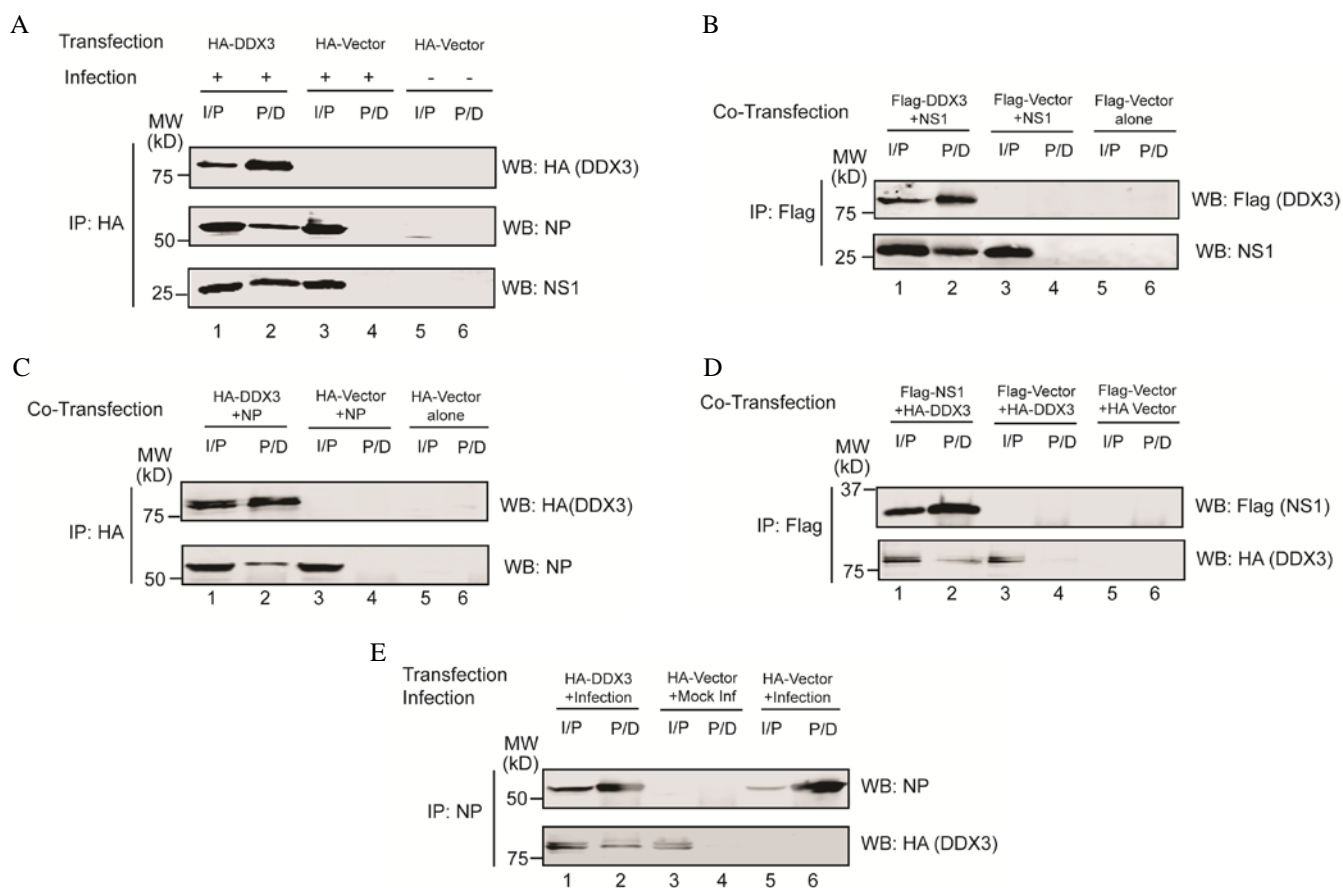 A
Transfection HA-DDX3 HA-Vector HA-Vector
Infection + + + + - -
I/P P/D I/P P/D I/P P/D
MW
(kD)
75 WB: HA (DDX3)
IP: HA
50 WB: NP
25 WB: NS1
1 2 3 4 5 6
B
Co-Transfection
Flag-DDX3 Flag-Vector Flag-Vector
+NS1 +NS1 alone
I/P P/D I/P P/D I/P P/D
MW
(kD)
IP: Flag
75 WB: Flag (DDX3)
25 WB: NS1
1 2 3 4 5 6
C
Co-Transfection
HA-DDX3 HA-Vector HA-Vector
+NP +NP alone
I/P P/D I/P P/D I/P P/D
MW
(kD)
75 WB: HA(DDX3)
IP: HA
50 WB: NP
1 2 3 4 5 6
D
Co-Transfection
Flag-NS1 Flag-Vector Flag-Vector
+HA-DDX3 +HA-DDX3 +HA Vector
I/P P/D I/P P/D I/P P/D
MW
(kD)
37
WB: Flag (NS1)
IP: Flag
75 WB: HA (DDX3)
1 2 3 4 5 6
E
Transfection HA-DDX3 HA-Vector HA-Vector
Infection +Infection +Mock Inf +Infection
I/P P/D I/P P/D I/P P/D
MW
(kD)
50 WB: NP
IP: NP
75 WB: HA (DDX3)
1 2 3 4 5 6